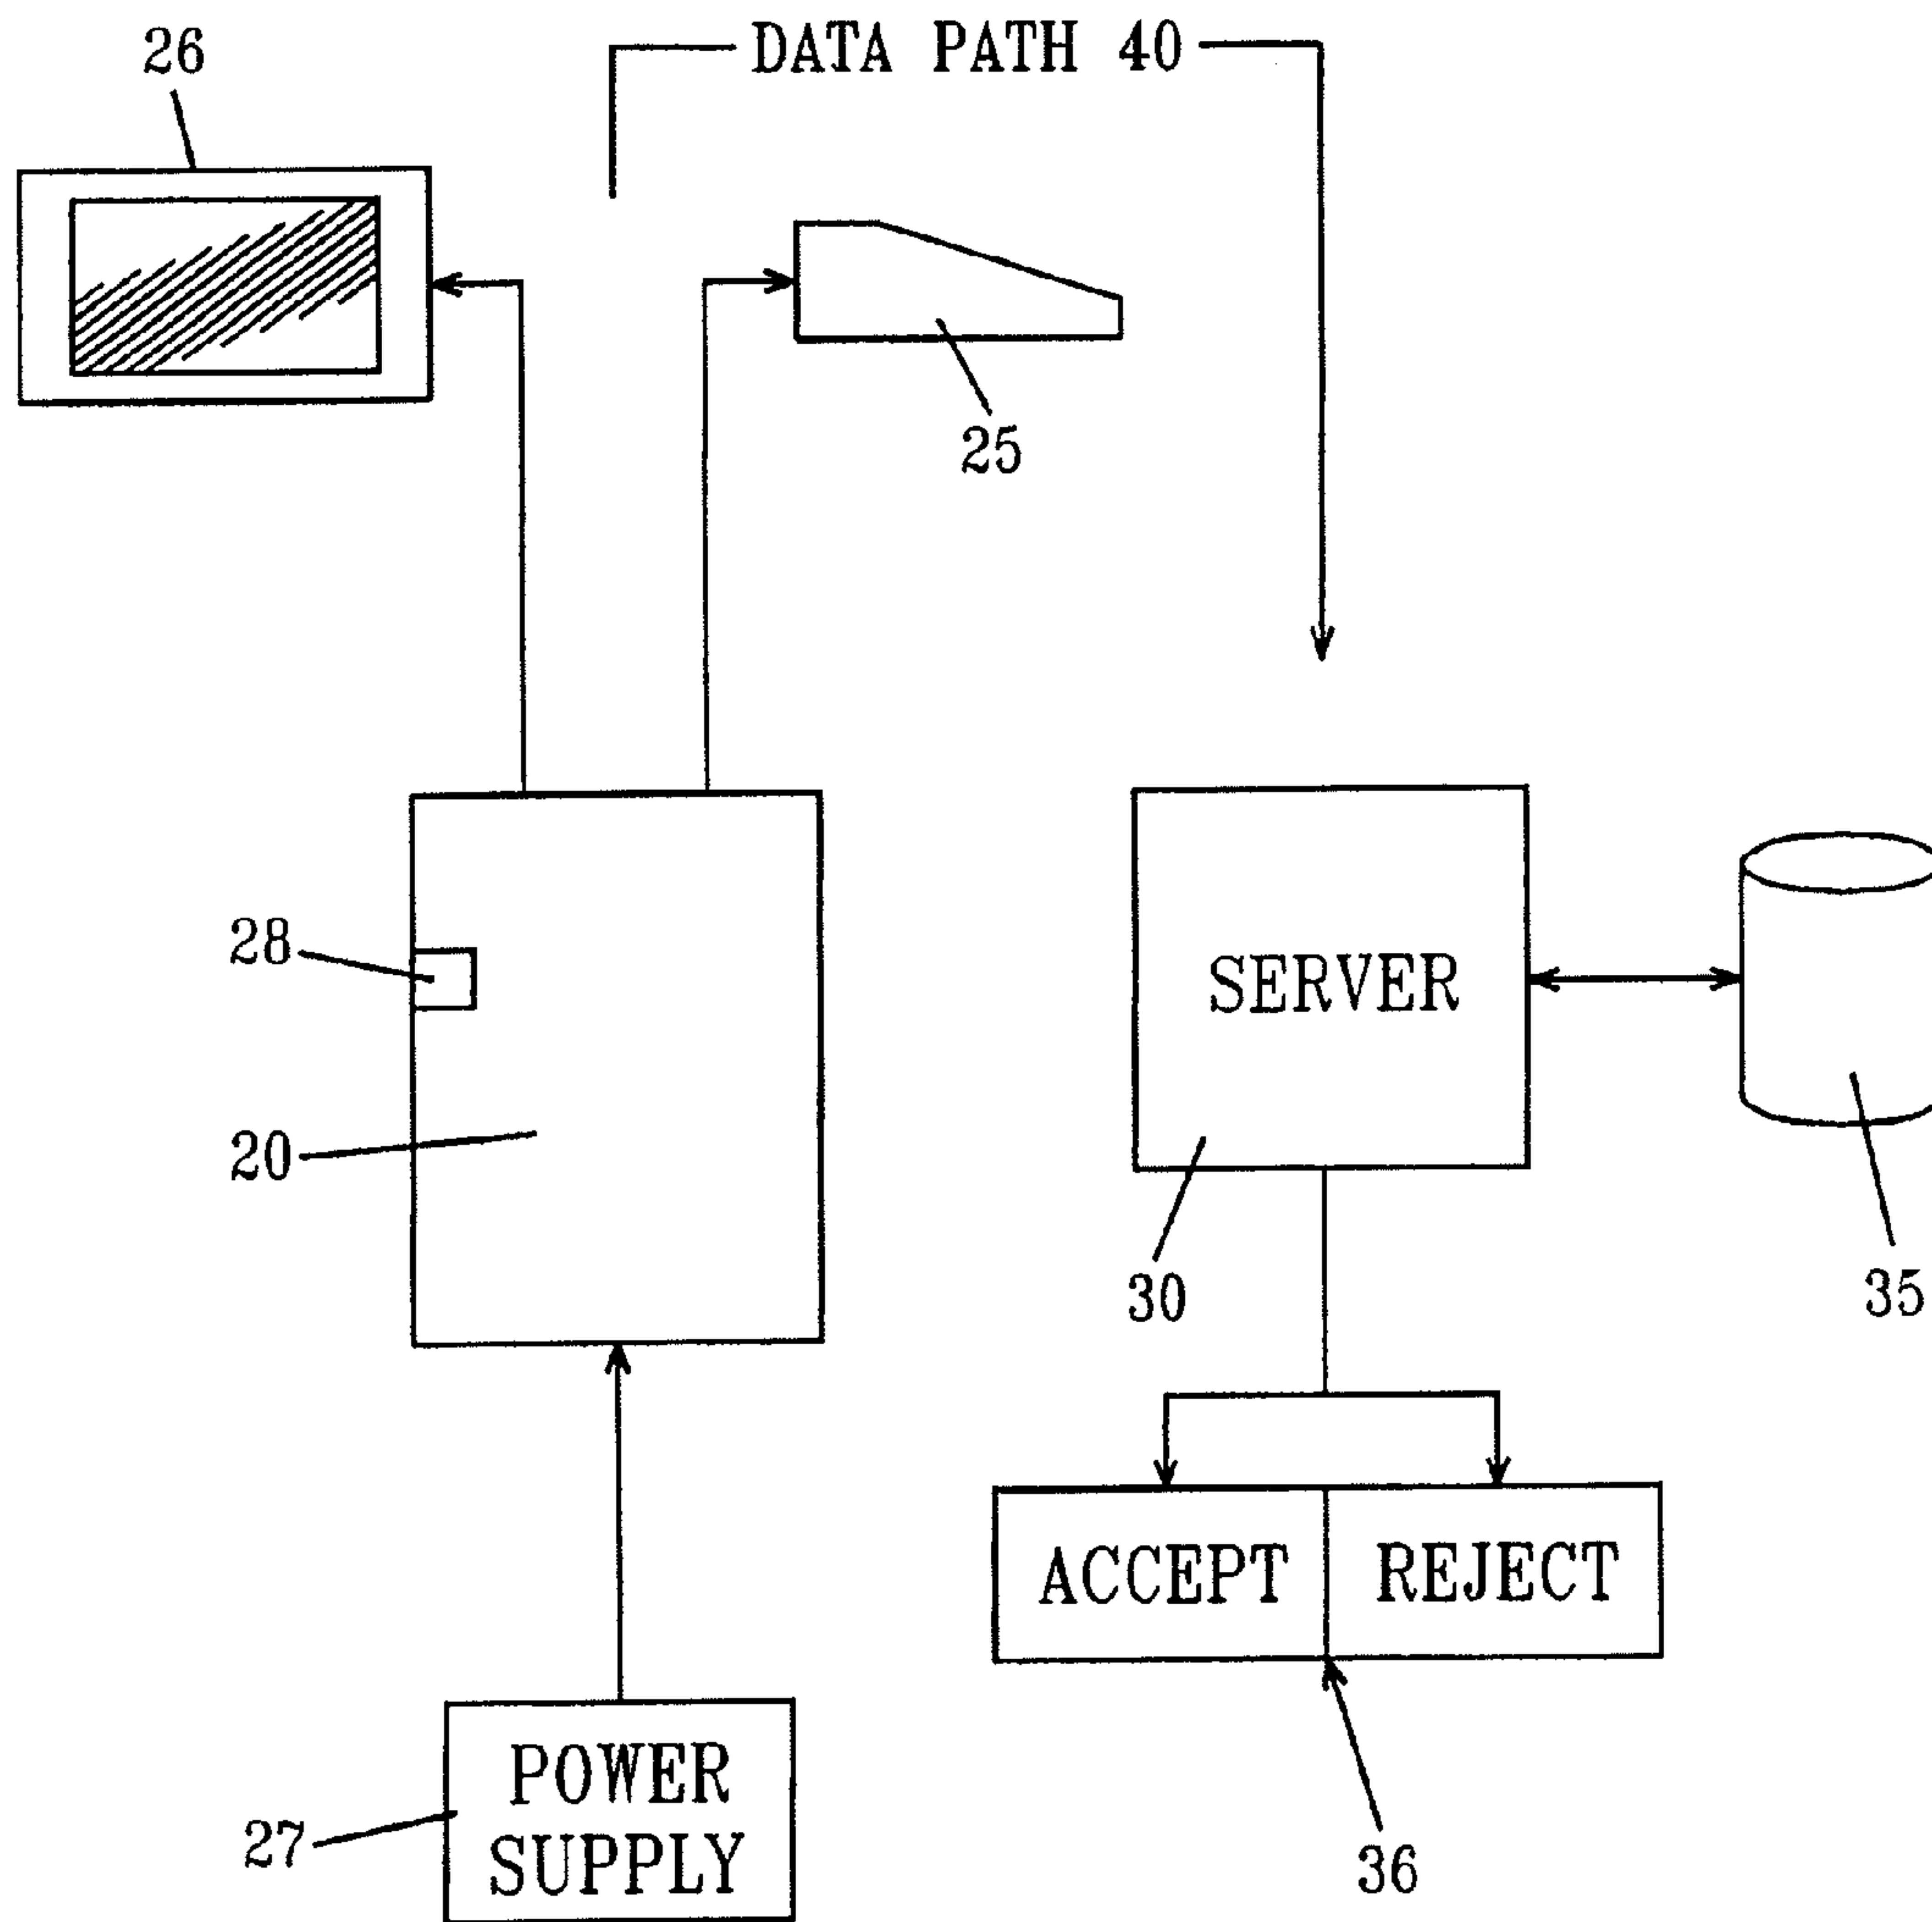 26
DATA PATH 40
25
28
SERVER
20
30
35
ACCEPT
REJECT
POWER
SUPPLY
27
36